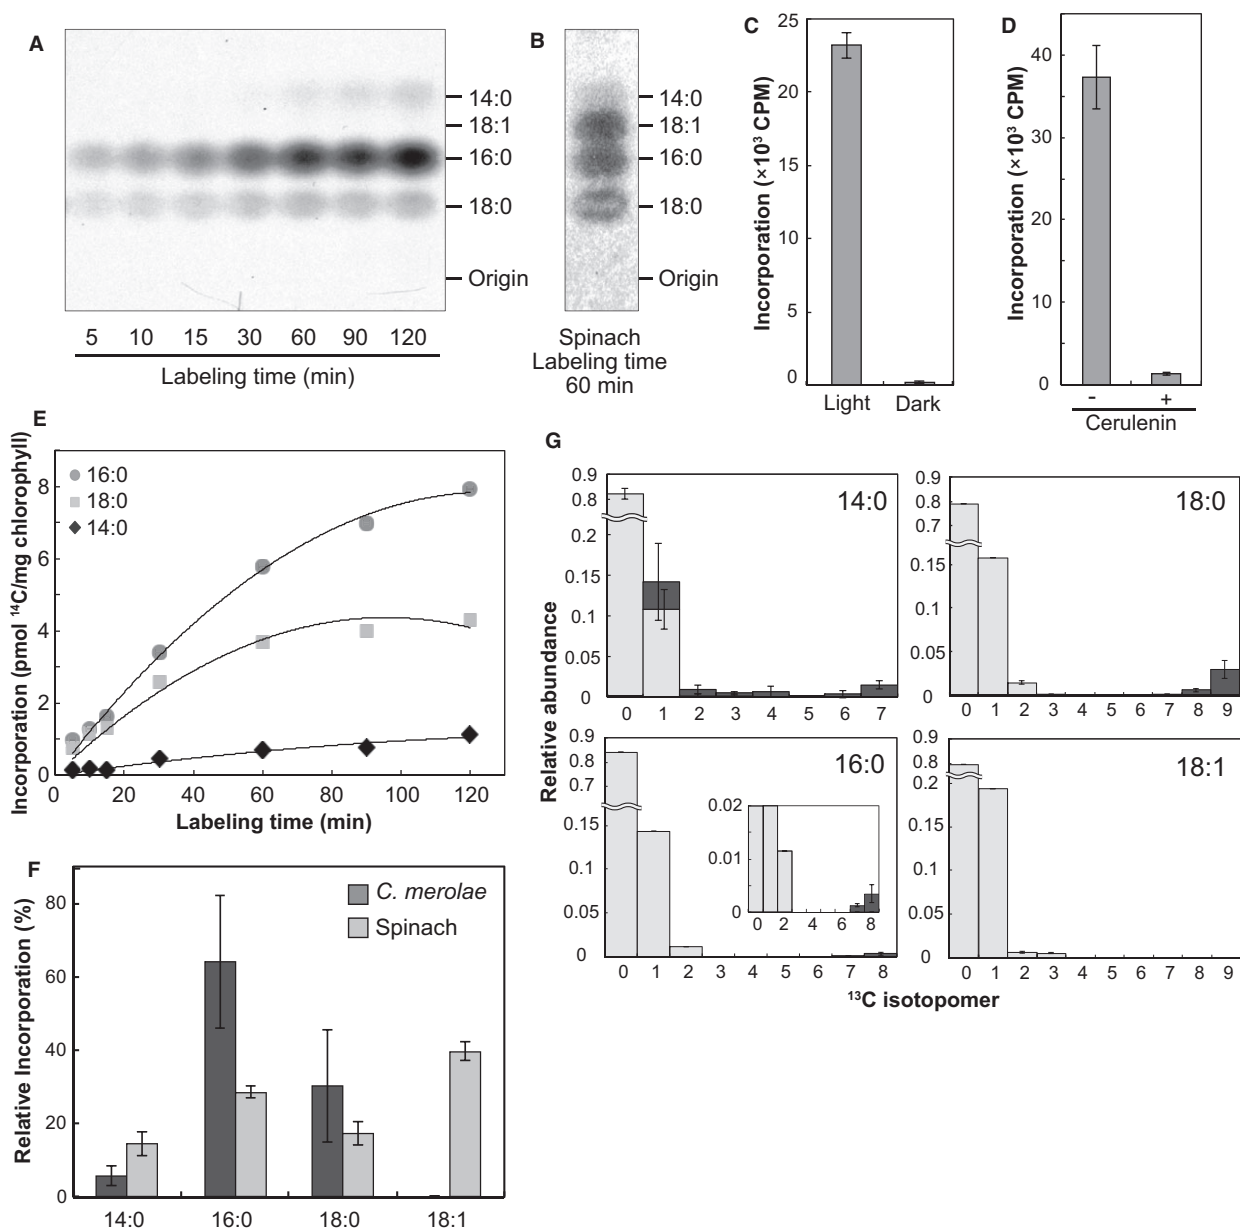 A
14:0
18:1
16:0
18:0
Origin
5 10 15 30 60 90 120
Labeling time (min)
B
14:0
18:1
16:0
18:0
Origin
Spinach
Labeling time
60 min
C
Incorporation (×10³ CPM)
25
20
15
10
5
0
Light Dark
D
Incorporation (×10³ CPM)
40
30
20
10
0
- +
Cerulenin
E
Incorporation (pmol ¹⁴C/mg chlorophyll)
16:0
18:0
14:0
8
6
4
2
0
0 20 40 60 80 100 120
Labeling time (min)
F
Relative Incorporation (%)
C. merolae
Spinach
80
60
40
20
0
14:0 16:0 18:0 18:1
G
Relative abundance
14:0
0.9
0.8
0.2
0.15
0.1
0.05
0
0 1 2 3 4 5 6 7
18:0
0.9
0.8
0.7
0.15
0.1
0.05
0
0 1 2 3 4 5 6 7 8 9
16:0
0.9
0.8
0.7
0.15
0.1
0.05
0
0 1 2 3 4 5 6 7 8
0.02
0.01
0
0 2 4 6 8
18:1
0.9
0.8
0.2
0.15
0.1
0.05
0
0 1 2 3 4 5 6 7 8 9
¹³C isotopomer